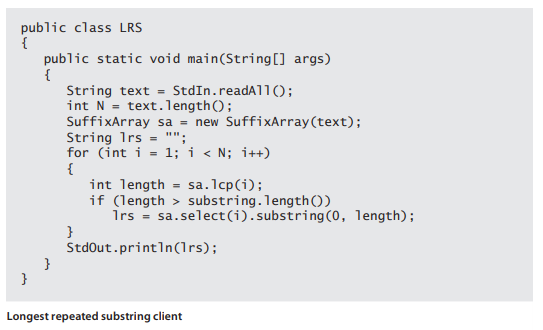 public class LRS
{
public static void main(String[] args)
{
String text = StdIn.readAll();
int N = text.length();
SuffixArray sa = new SuffixArray(text);
String lrs = "";
for (int i = 1; i < N; i++)
{
int length = sa.lcp(i);
if (length > substring.length())
lrs = sa.select(i).substring(0, length);
}
StdOut.println(lrs);
}
}
Longest repeated substring client